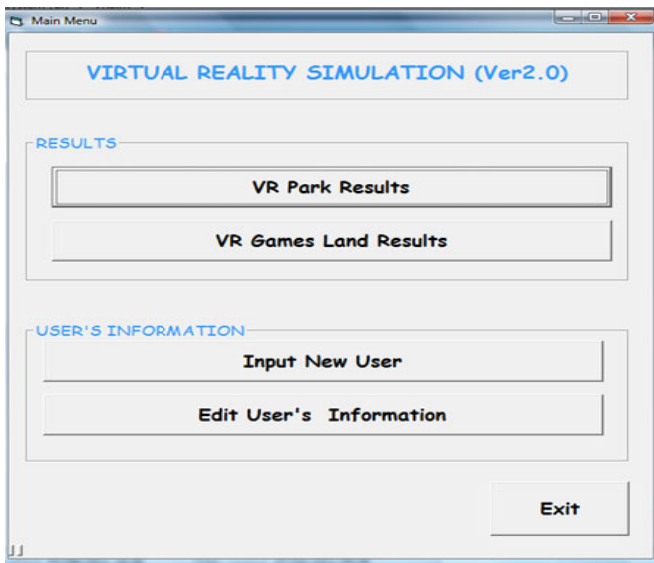 Main Menu
VIRTUAL REALITY SIMULATION (Ver2.0)
RESULTS
VR Park Results
VR Games Land Results
USER'S INFORMATION
Input New User
Edit User's  Information
Exit